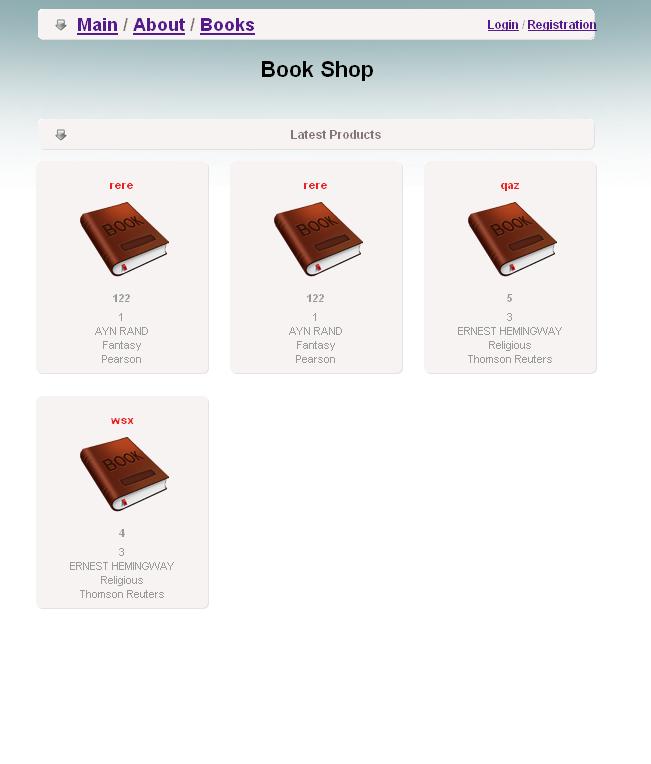 Main / About / Books
Login / Registration
Book Shop
Latest Products
rere
BOOK
122
1
AYN RAND
Fantasy
Pearson
rere
BOOK
122
1
AYN RAND
Fantasy
Pearson
qaz
BOOK
5
3
ERNEST HEMINGWAY
Religious
Thomson Reuters
wsx
BOOK
4
3
ERNEST HEMINGWAY
Religious
Thomson Reuters